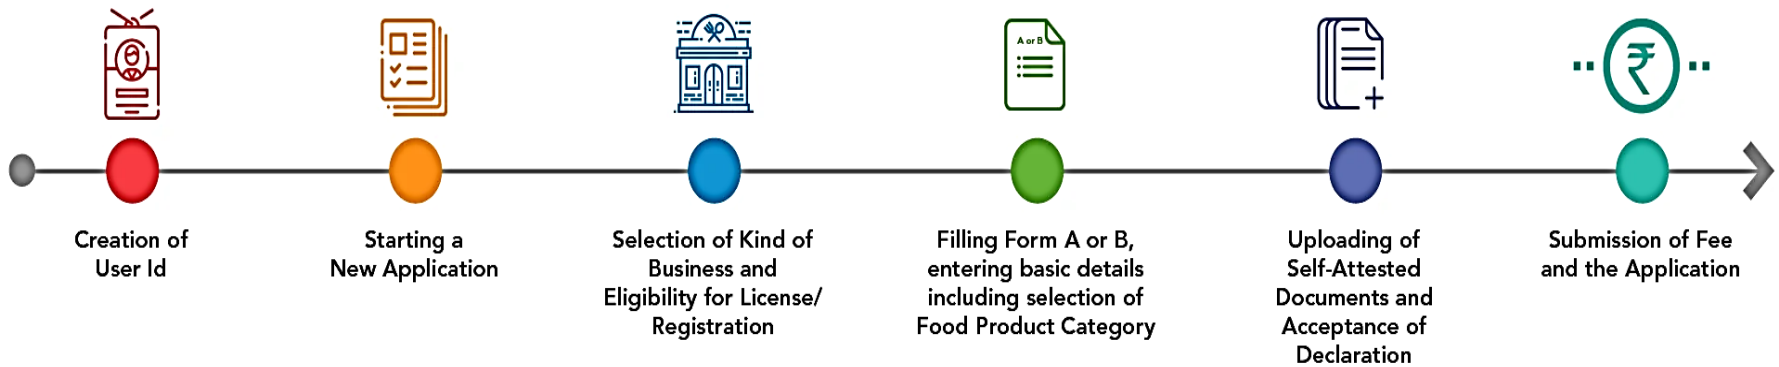 A or B
Creation of
User Id
Starting a
New Application
Selection of Kind of
Business and
Eligibility for License/
Registration
Filling Form A or B,
entering basic details
including selection of
Food Product Category
Uploading of
Self-Attested
Documents and
Acceptance of
Declaration
Submission of Fee
and the Application